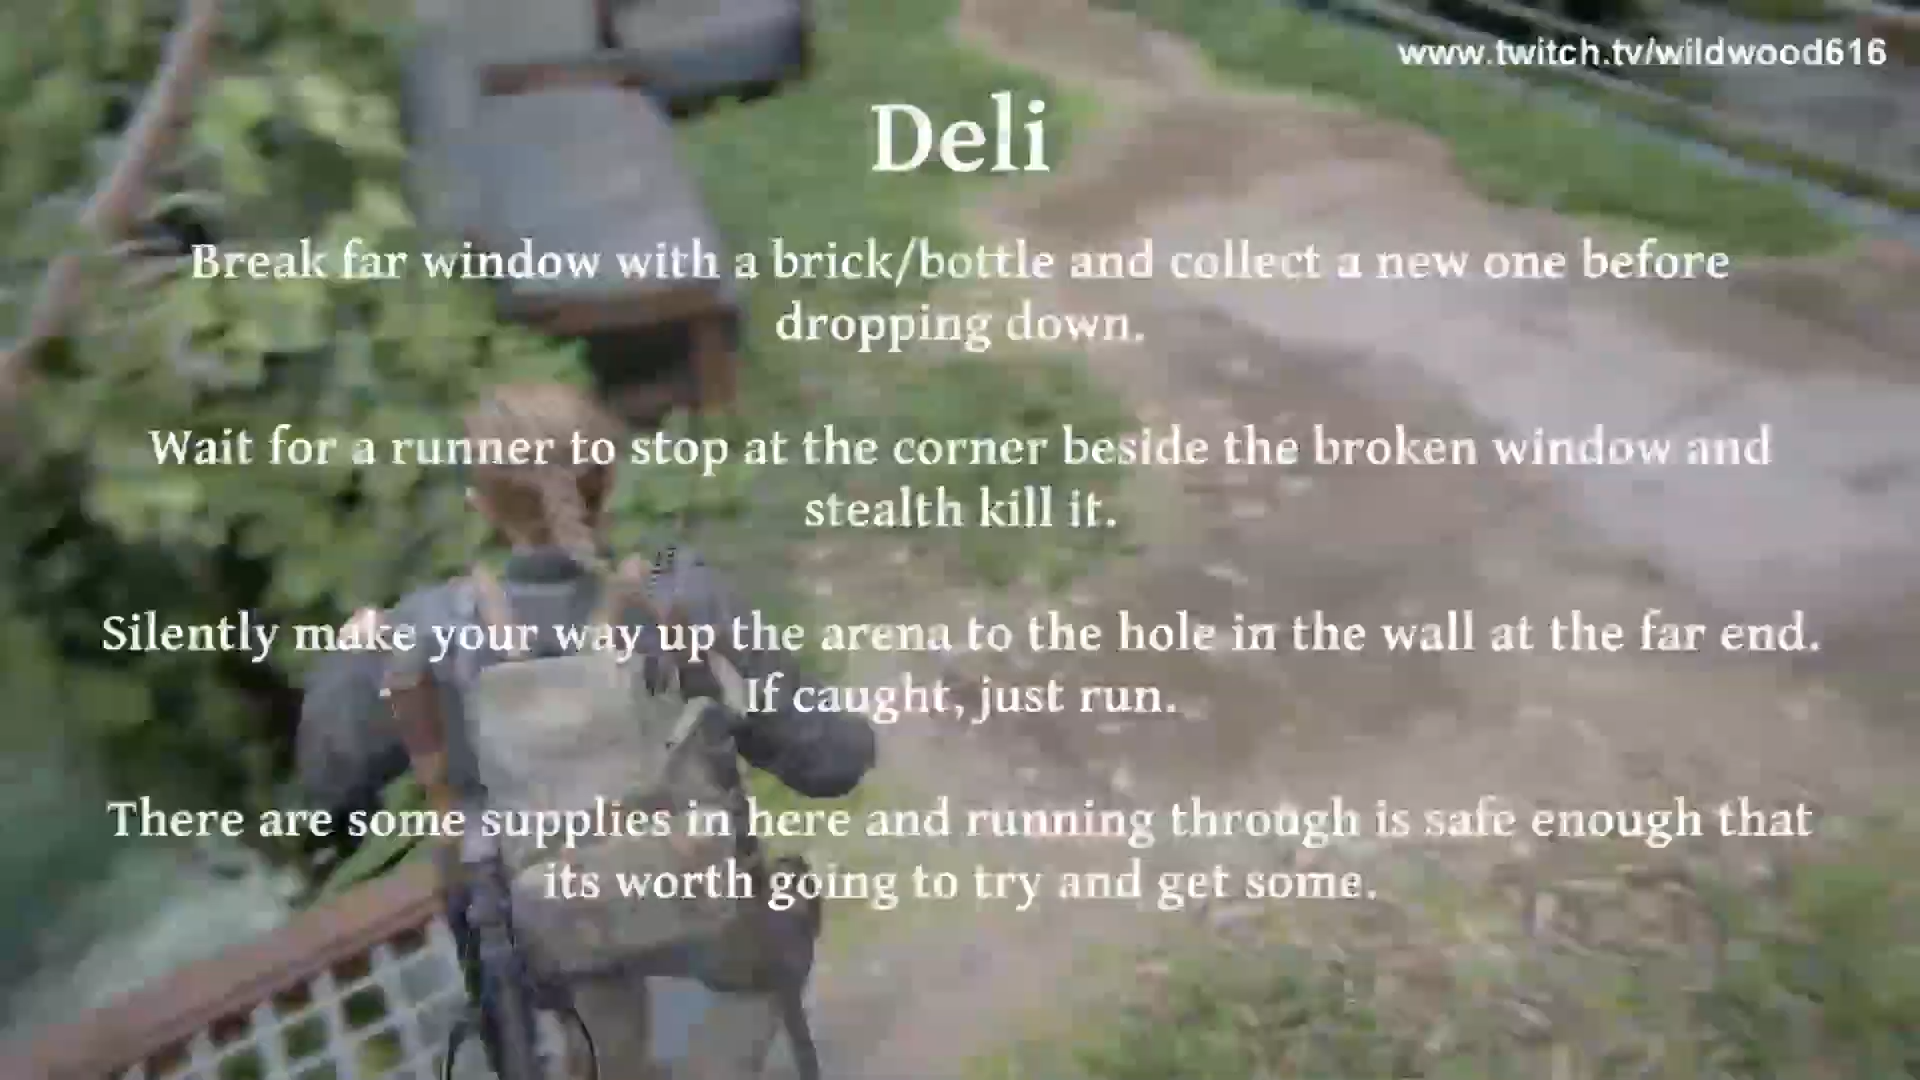 www.twitch.tv/wildwood616
Deli
Break far window with a brick/bottle and collect a new one before
dropping down.
Wait for a runner to stop at the corner beside the broken window and
stealth kill it.
Silently make your way up the arena to the hole in the wall at the far end.
If caught, just run.
There are some supplies in here and running through is safe enough that
its worth going to try and get some.